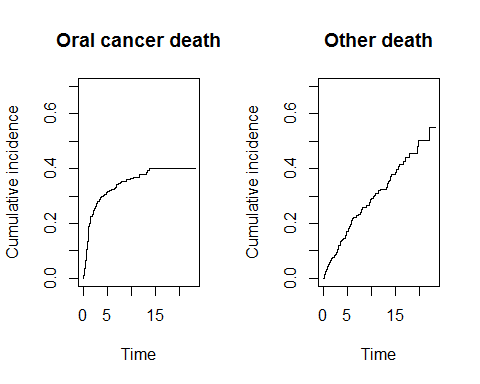 Oral cancer death
Cumulative incidence
0.0 0.2 0.4 0.6
0 5 15
Time
Other death
Cumulative incidence
0.0 0.2 0.4 0.6
0 5 15
Time